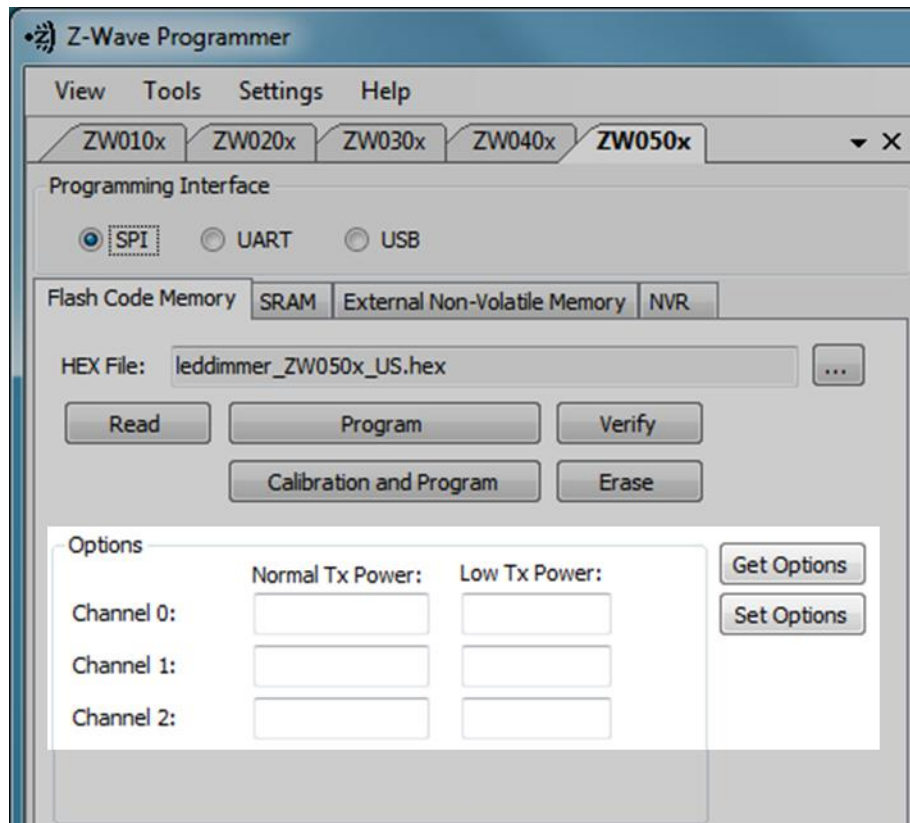 Z-Wave Programmer
View Tools Settings Help
ZW010x ZW020x ZW030x ZW040x ZW050x
Programming Interface
SPI UART USB
Flash Code Memory SRAM External Non-Volatile Memory NVR
HEX File: leddimmer_ZW050x_US.hex ...
Read Program Verify
Calibration and Program Erase
Options
Normal Tx Power: Low Tx Power: Get Options
Channel 0: Set Options
Channel 1:
Channel 2: